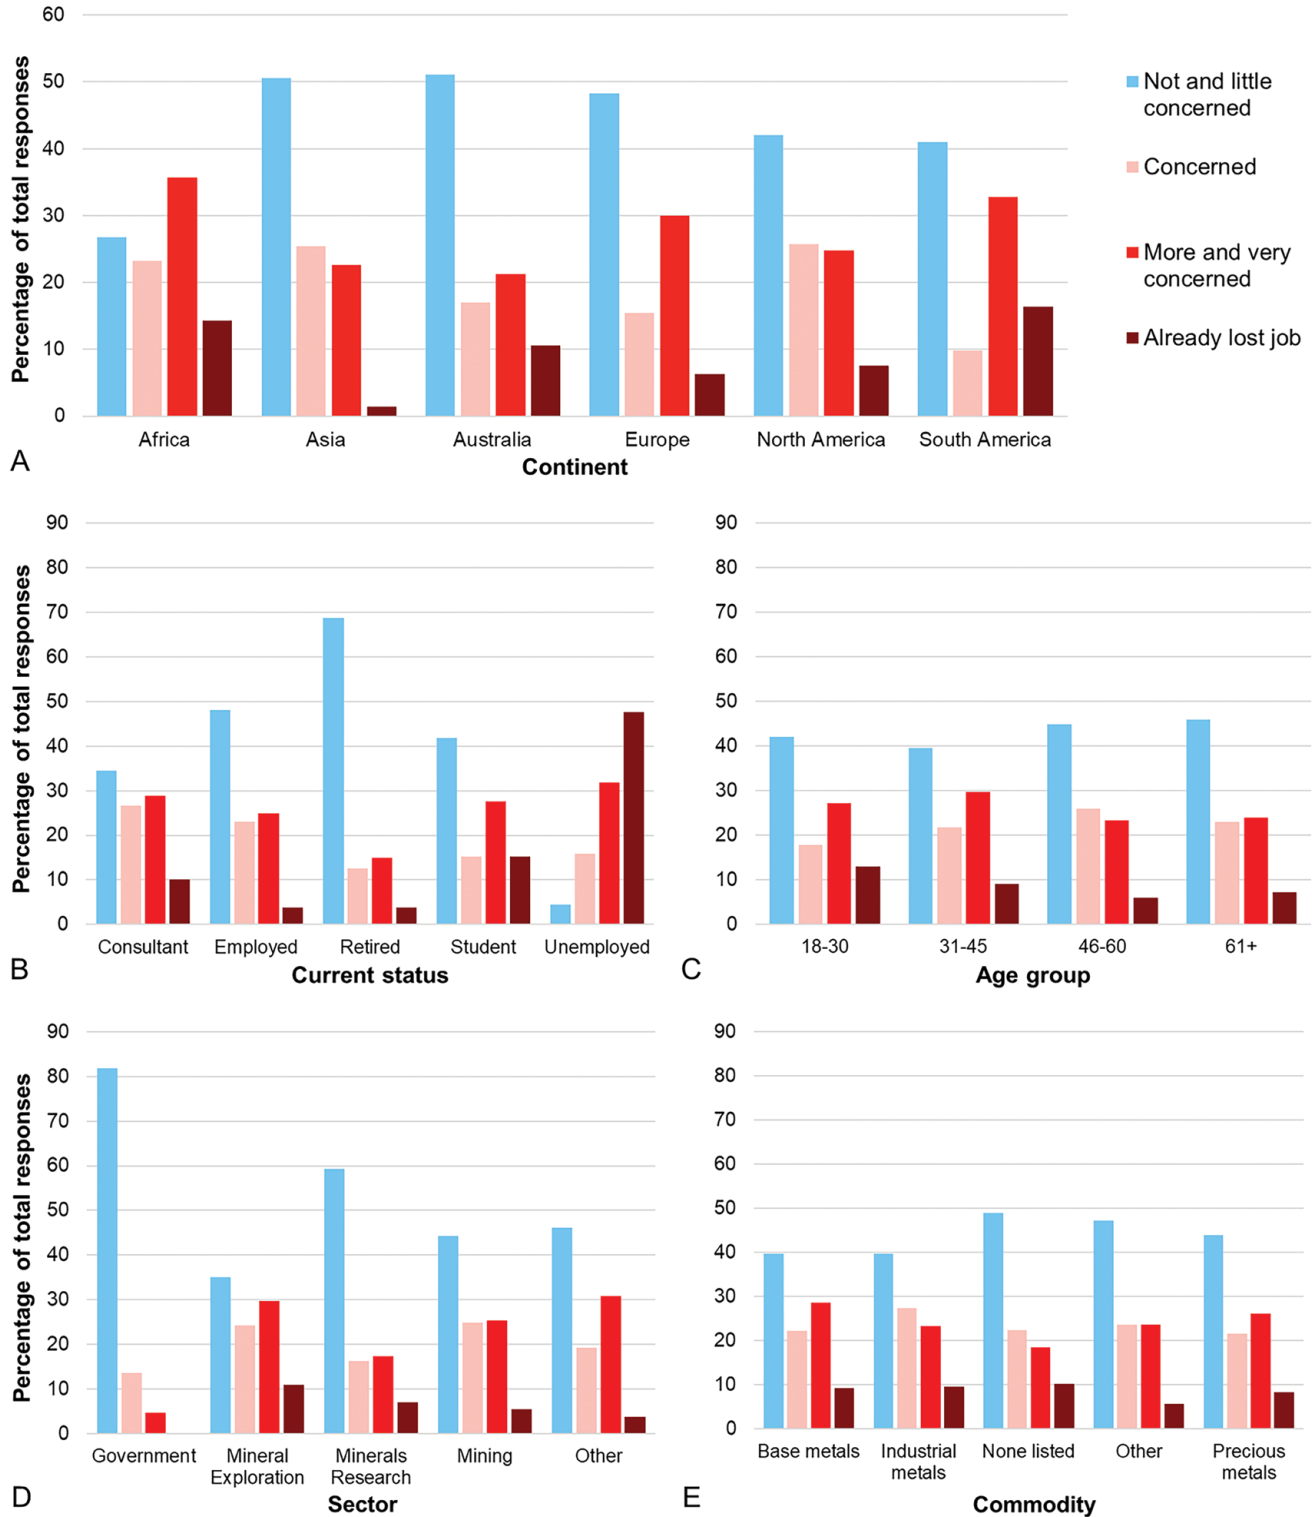 60
50
40
30
20
10
0
Percentage of total responses
Africa
Asia
Australia
Europe
North America
South America
Continent
A
Not and little
concerned
Concerned
More and very
concerned
Already lost job
90
80
70
60
50
40
30
20
10
0
Percentage of total responses
Consultant
Employed
Retired
Student
Unemployed
Current status
B
90
80
70
60
50
40
30
20
10
0
18-30
31-45
46-60
61+
Age group
C
90
80
70
60
50
40
30
20
10
0
Percentage of total responses
Government
Mineral
Exploration
Minerals
Research
Mining
Other
Sector
D
90
80
70
60
50
40
30
20
10
0
Base metals
Industrial
metals
None listed
Other
Precious
metals
Commodity
E